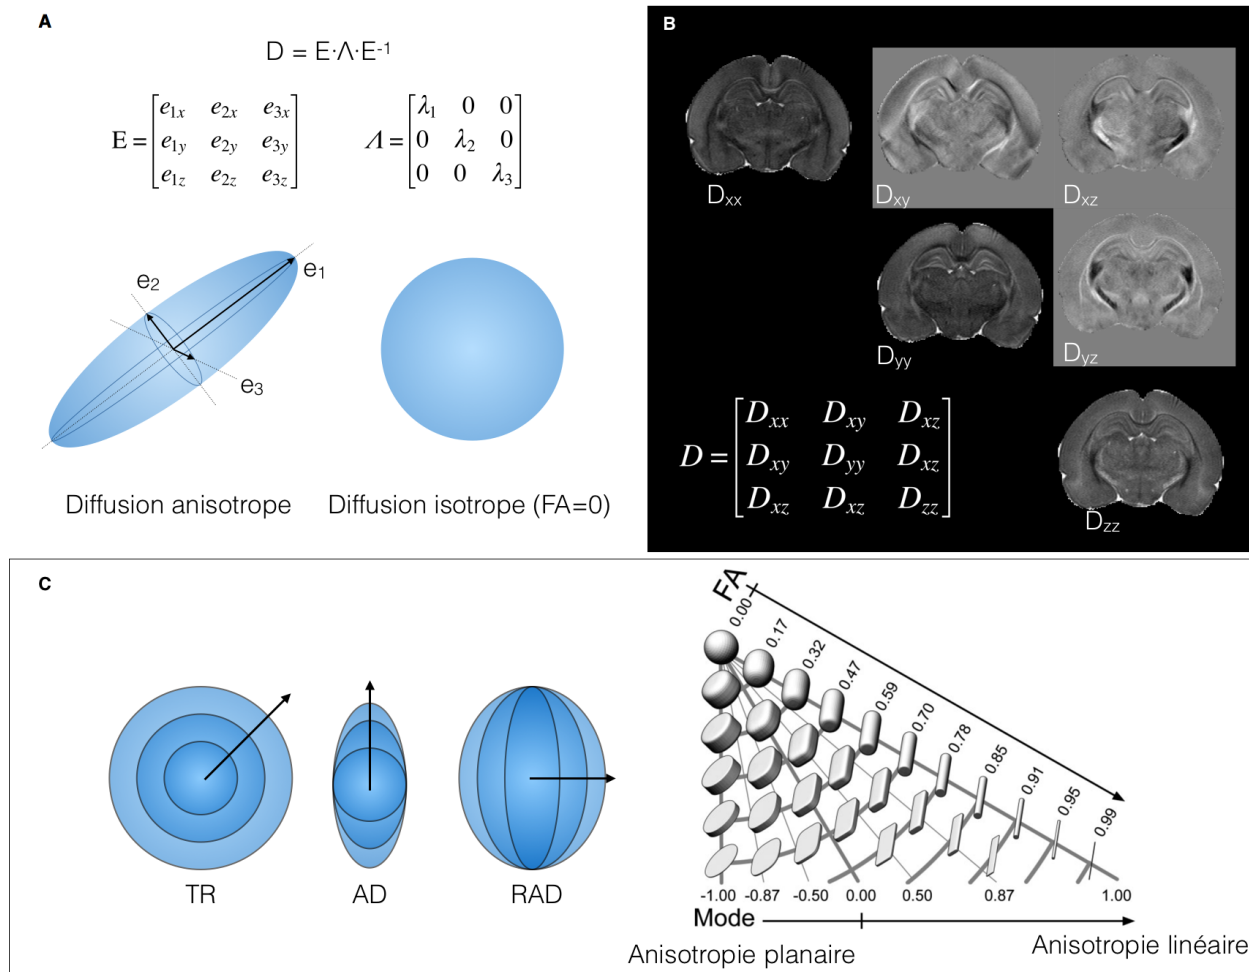 A
D = E·Λ·E⁻¹
E = [e1x e2x e3x
e1y e2y e3y
e1z e2z e3z]
Λ = [λ1 0 0
0 λ2 0
0 0 λ3]
e1
e2
e3
Diffusion anisotrope
Diffusion isotrope (FA=0)
B
Dxx
Dxy
Dxz
Dyy
Dyz
D = [Dxx Dxy Dxz
Dxy Dyy Dxz
Dxz Dxz Dzz]
Dzz
C
TR
AD
RAD
FA
0.00
0.17
0.32
0.47
0.59
0.70
0.78
0.85
0.91
0.95
0.99
-1.00 -0.87 -0.50 0.00 0.50 0.87 1.00
Mode
Anisotropie planaire
Anisotropie linéaire